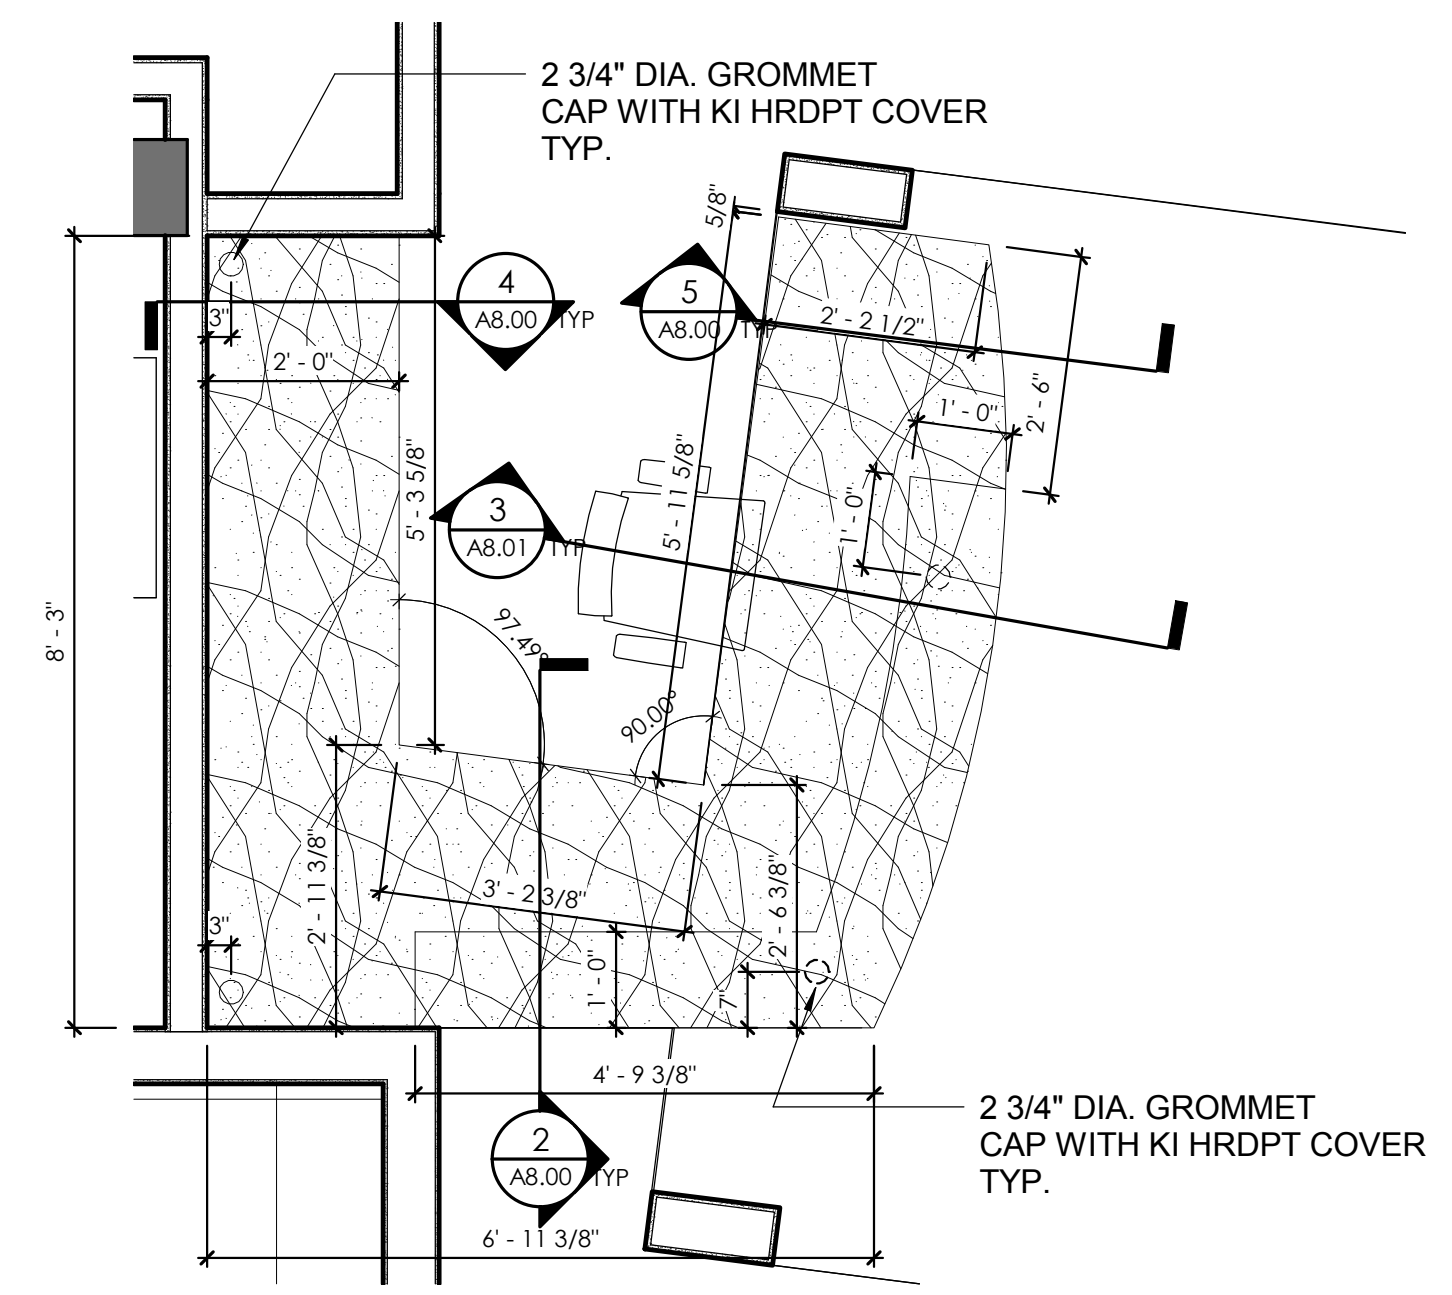 2 3/4" DIA. GROMMET
CAP WITH KI HRDPT COVER
TYP.
5/8"
4
A8.00
TYP
5
A8.00
TYP
2' - 2 1/2"
3"
2' - 0"
1' - 0"
2' - 6"
5' - 3 5/8"
5' - 11 5/8"
1' - 0"
3
A8.01
TYP
8' - 3"
97.49°
90.00°
2' - 11 3/8"
3' - 2 3/8"
2' - 6 3/8"
3"
1' - 0"
7"
4' - 9 3/8"
2 3/4" DIA. GROMMET
CAP WITH KI HRDPT COVER
TYP.
2
A8.00
TYP
6' - 11 3/8"